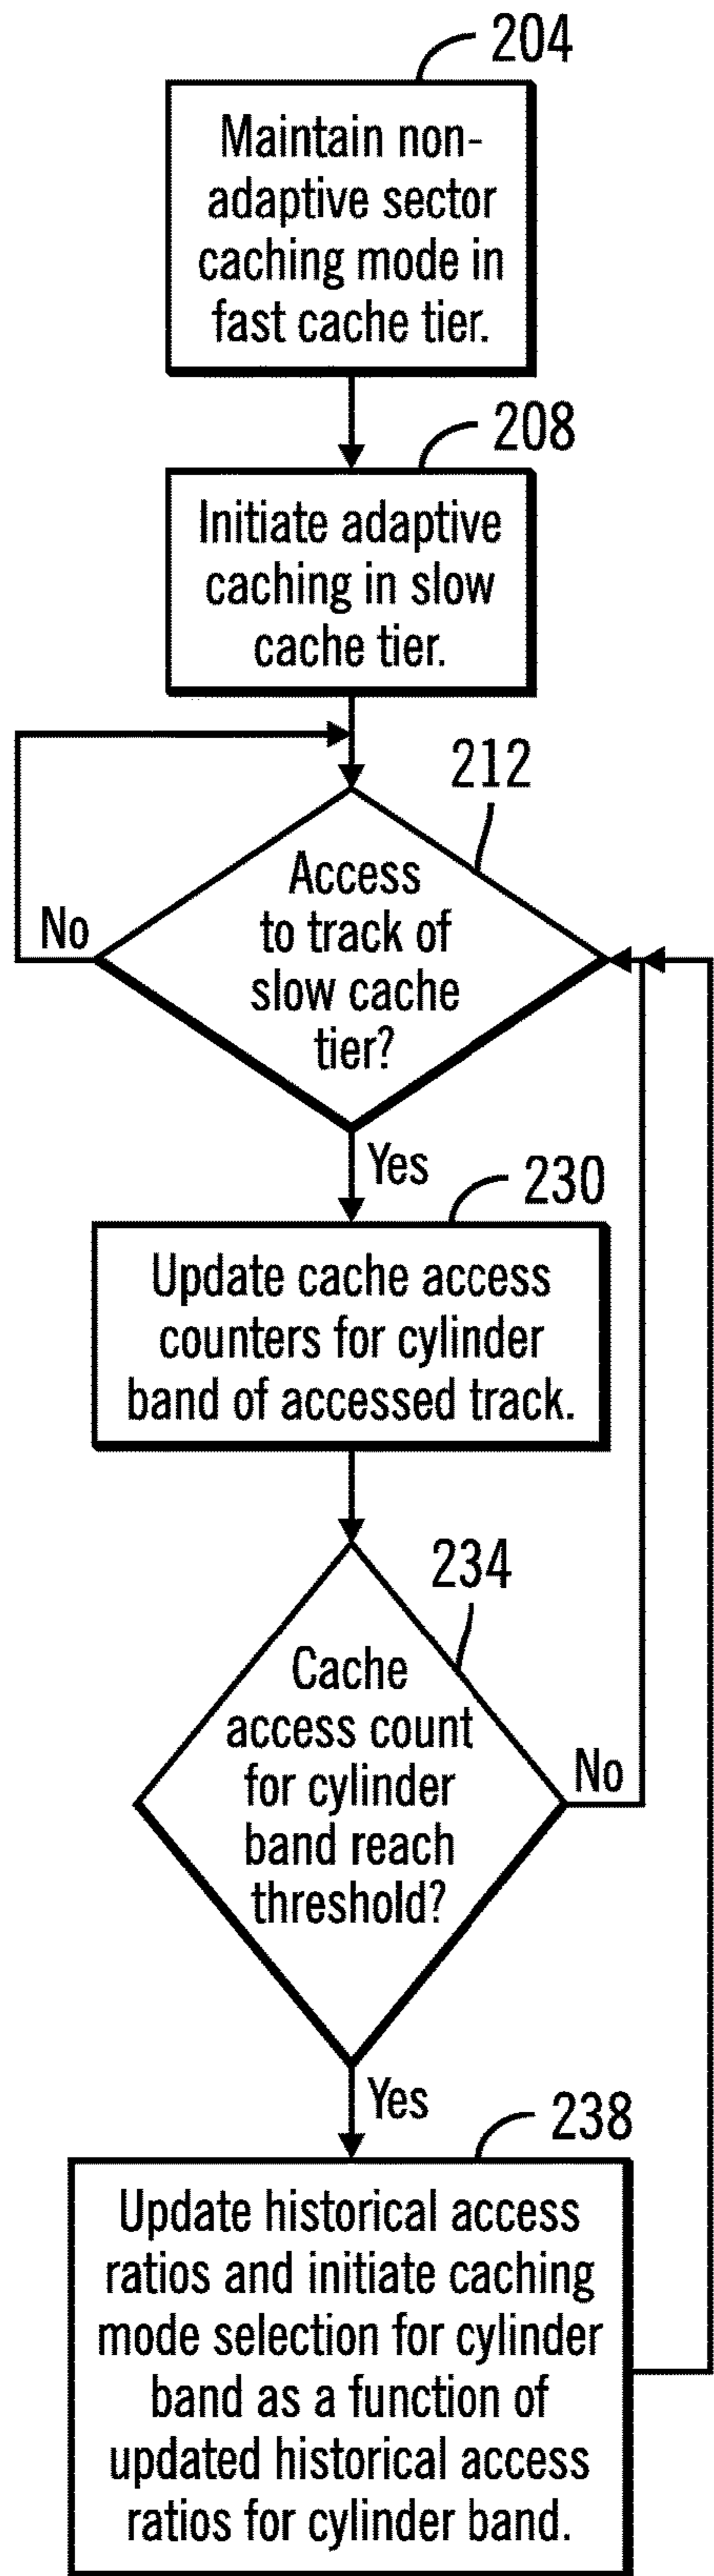 204
Maintain non-
adaptive sector
caching mode in
fast cache tier.
208
Initiate adaptive
caching in slow
cache tier.
212
Access
to track of
slow cache
tier?
No
Yes
230
Update cache access
counters for cylinder
band of accessed track.
234
Cache
access count
for cylinder
band reach
threshold?
No
Yes
238
Update historical access
ratios and initiate caching
mode selection for cylinder
band as a function of
updated historical access
ratios for cylinder band.